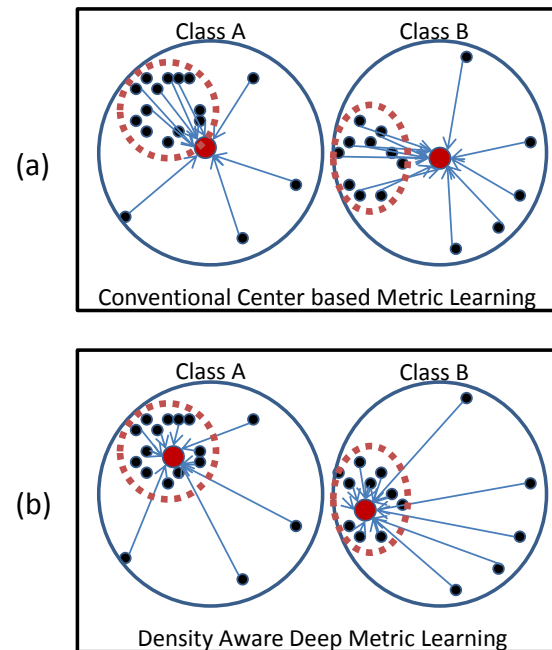 Class A Class B
(a)
Conventional Center based Metric Learning
Class A Class B
(b)
Density Aware Deep Metric Learning